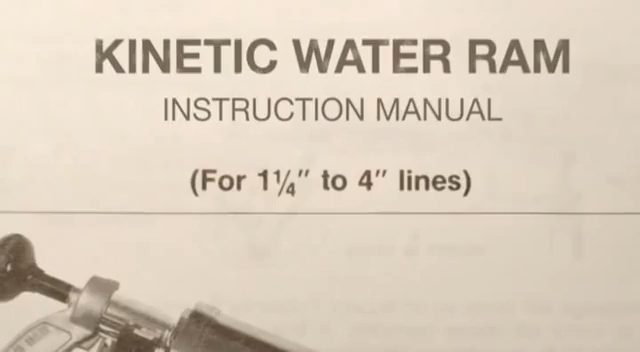 KINETIC WATER RAM
INSTRUCTION MANUAL
(For 1¼" to 4" lines)